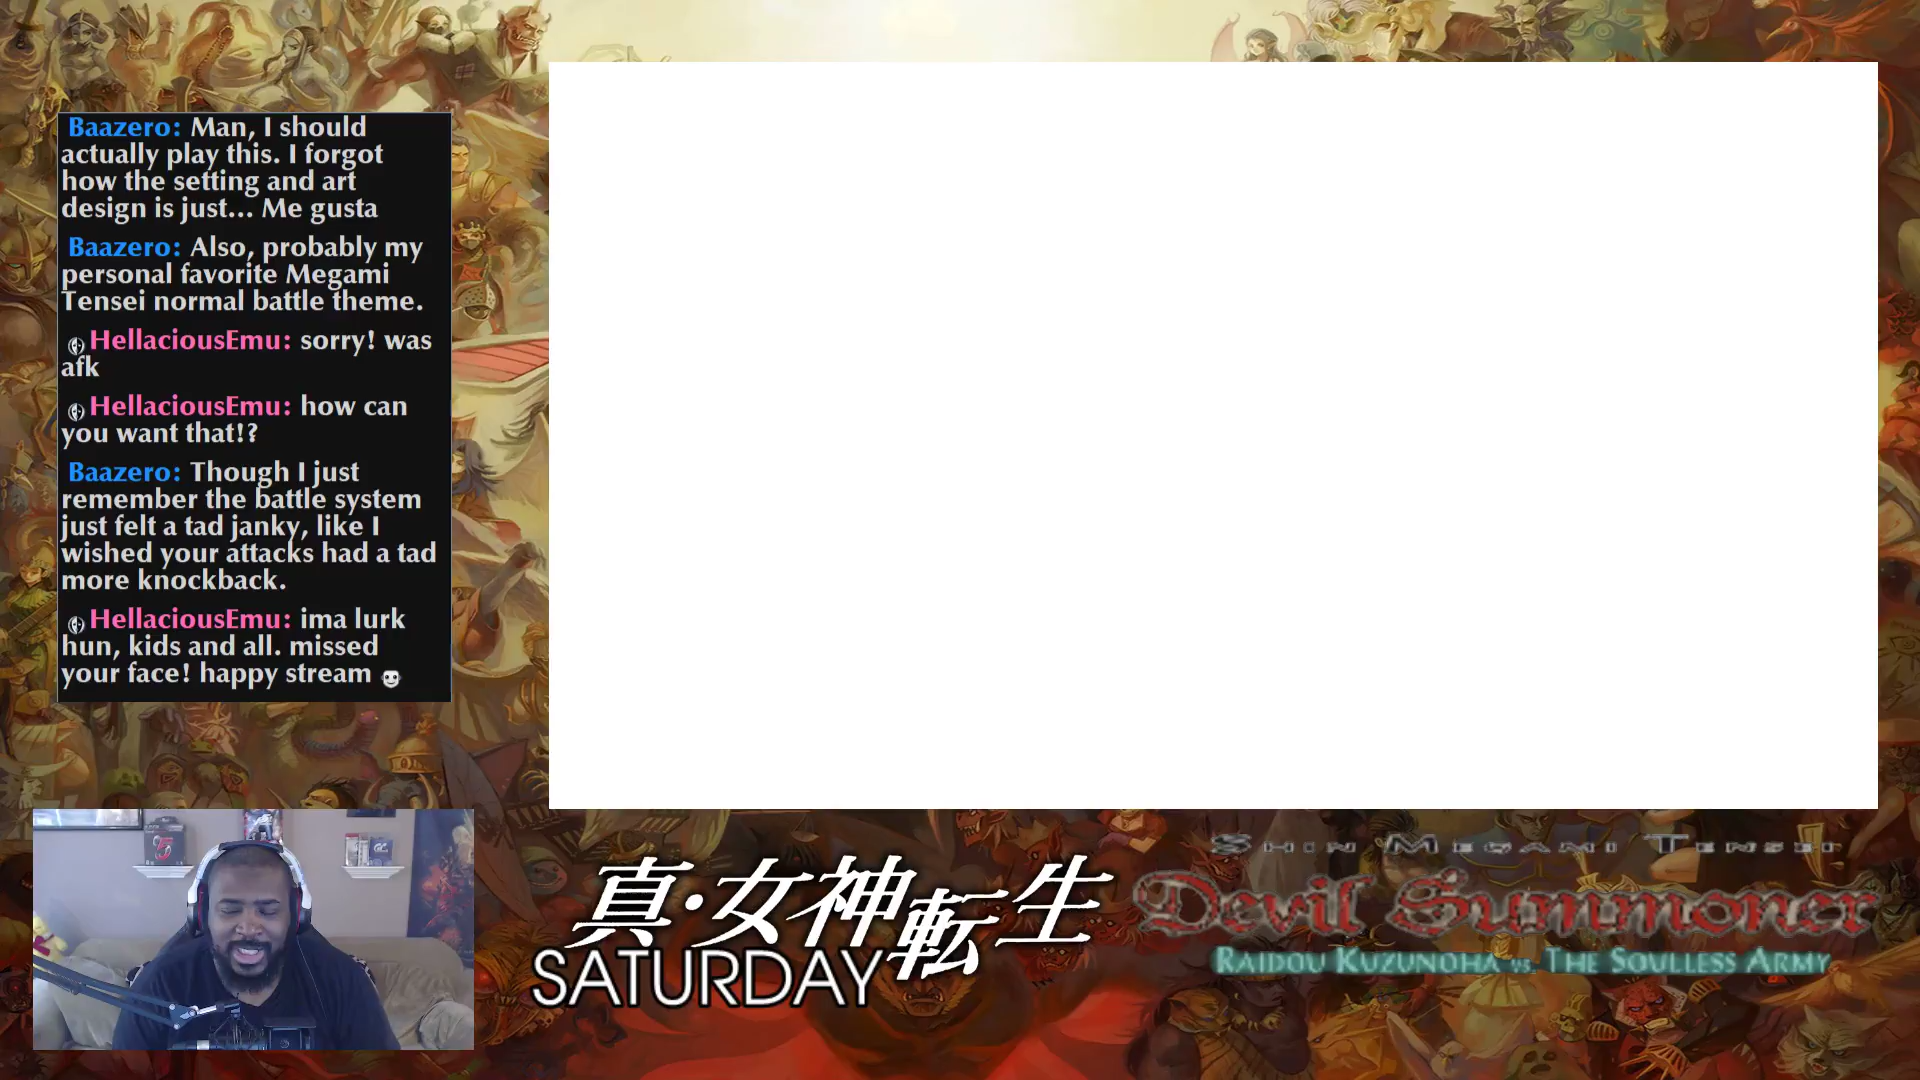 Baazero: Man, I should
actually play this. I forgot
how the setting and art
design is just... Me gusta
Baazero: Also, probably my
personal favorite Megami
Tensei normal battle theme.
HellaciousEmu: sorry! was
afk
HellaciousEmu: how can
you want that!?
Baazero: Though I just
remember the battle system
just felt a tad janky, like I
wished your attacks had a tad
more knockback.
HellaciousEmu: ima lurk
hun, kids and all. missed
your face! happy stream
真・女神転生
SATURDAY
SHIN MEGAMI TENSEI
Devil Summoner
RAIDOU KUZUNOHA VS. THE SOULLESS ARMY